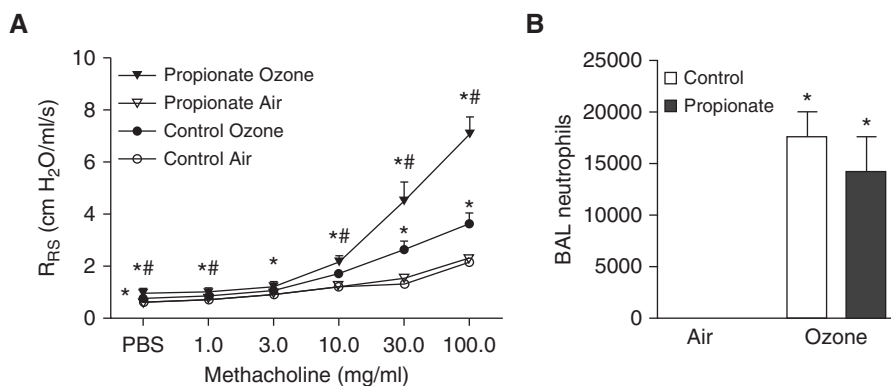 A
10
8
6
4
2
0
R_RS (cm H₂O/ml/s)
Propionate Ozone
Propionate Air
Control Ozone
Control Air
*#
*#
*#
*
*
*#
*#
*
*
PBS 1.0 3.0 10.0 30.0 100.0
Methacholine (mg/ml)
B
25000
20000
15000
10000
5000
0
BAL neutrophils
Control
Propionate
*
*
Air Ozone